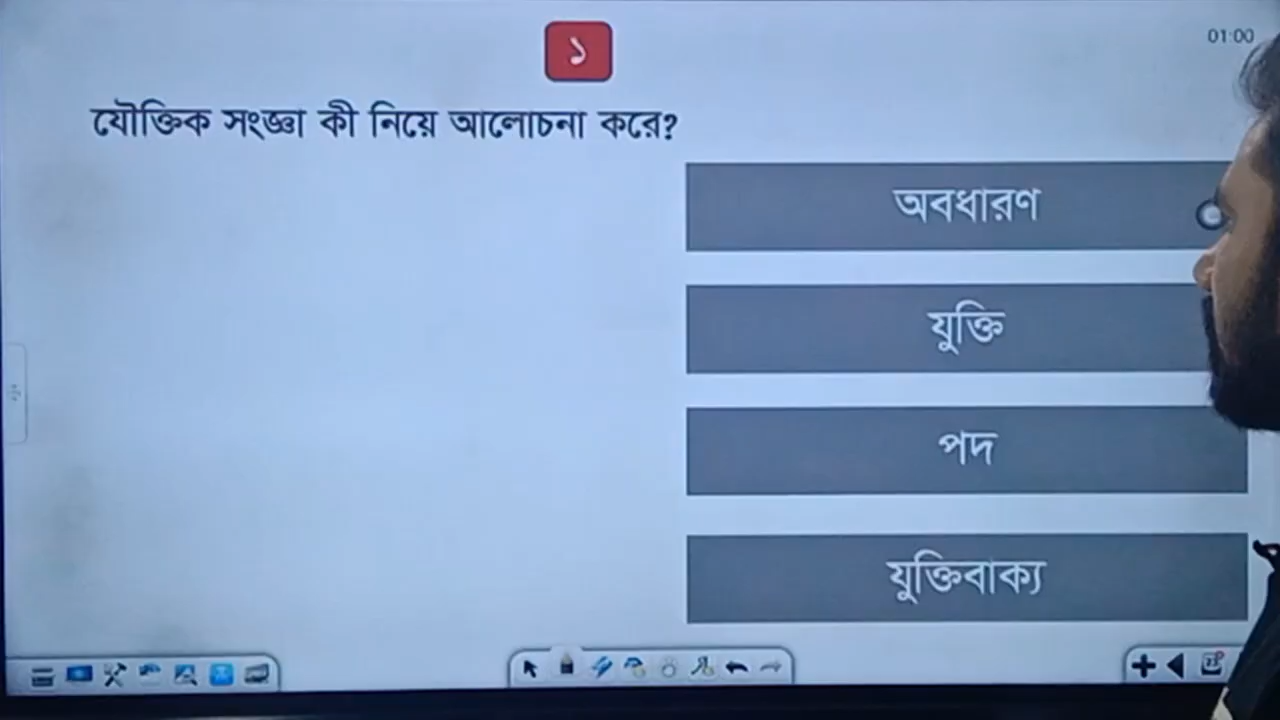 ১
01:00
যৌক্তিক সংজ্ঞা কী নিয়ে আলোচনা করে?
অবধারণ
যুক্তি
পদ
যুক্তিবাক্য